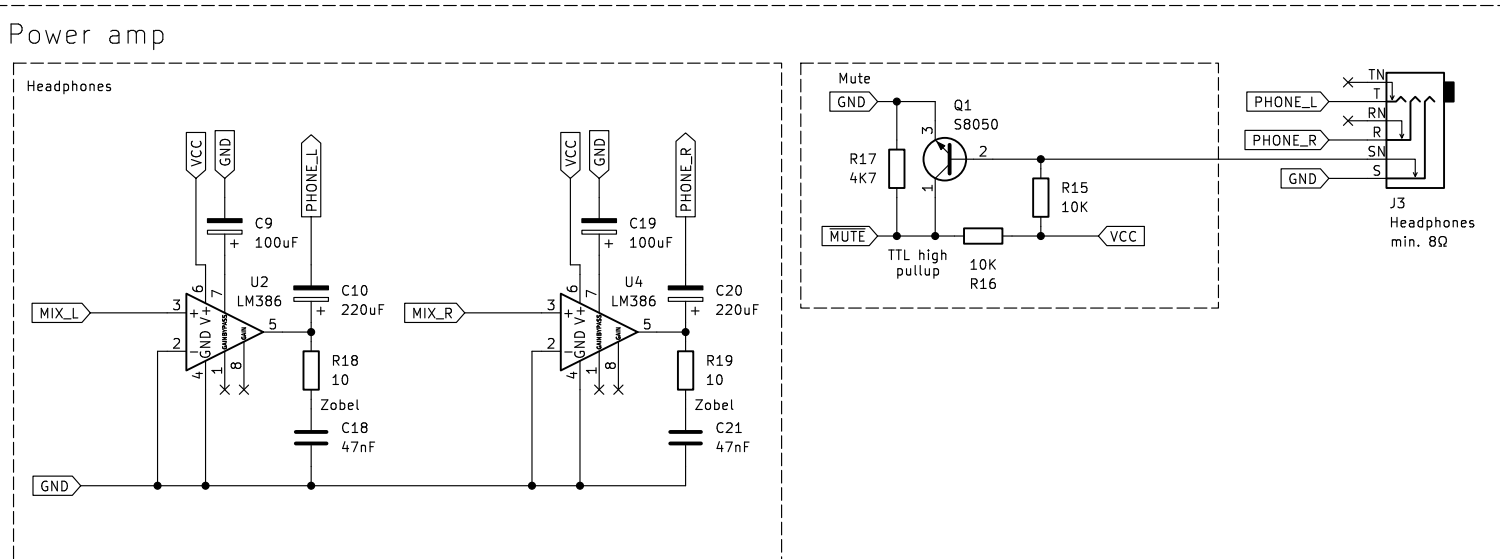 Power amp
Headphones
VCC
GND
PHONE_L
C9
100uF
U2
LM386
C10
220uF
MIX_L
3
6
7
5
2
4
1
8
+
-
V+
GND
BYPASS
GAIN
GAIN
R18
10
Zobel
C18
47nF
GND
VCC
GND
PHONE_R
C19
100uF
U4
LM386
C20
220uF
MIX_R
3
6
7
5
2
4
1
8
+
-
V+
GND
BYPASS
GAIN
GAIN
R19
10
Zobel
C21
47nF
Mute
GND
Q1
S8050
3
2
1
R17
4K7
R15
10K
MUTE
TTL high
pullup
10K
R16
VCC
TN
PHONE_L
T
RN
PHONE_R
R
SN
GND
S
J3
Headphones
min. 8Ω